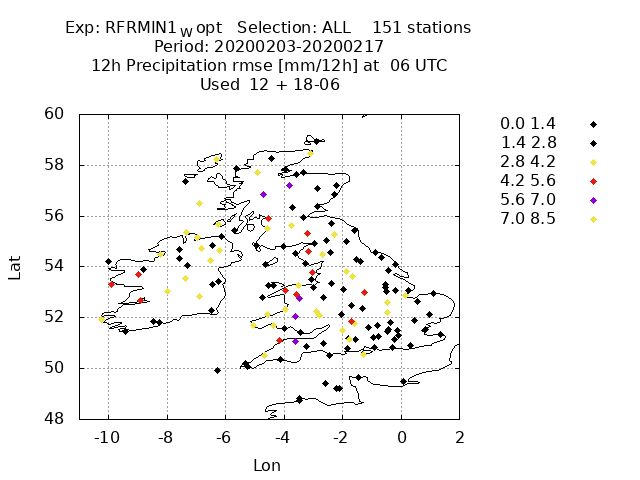 Exp: RFRMIN1Wopt Selection: ALL 151 stations
Period: 20200203-20200217
12h Precipitation rmse [mm/12h] at 06 UTC
Used 12 + 18-06
60
58
56
54
52
50
48
Lat
-10 -8 -6 -4 -2 0 2
Lon
0.0 1.4
1.4 2.8
2.8 4.2
4.2 5.6
5.6 7.0
7.0 8.5